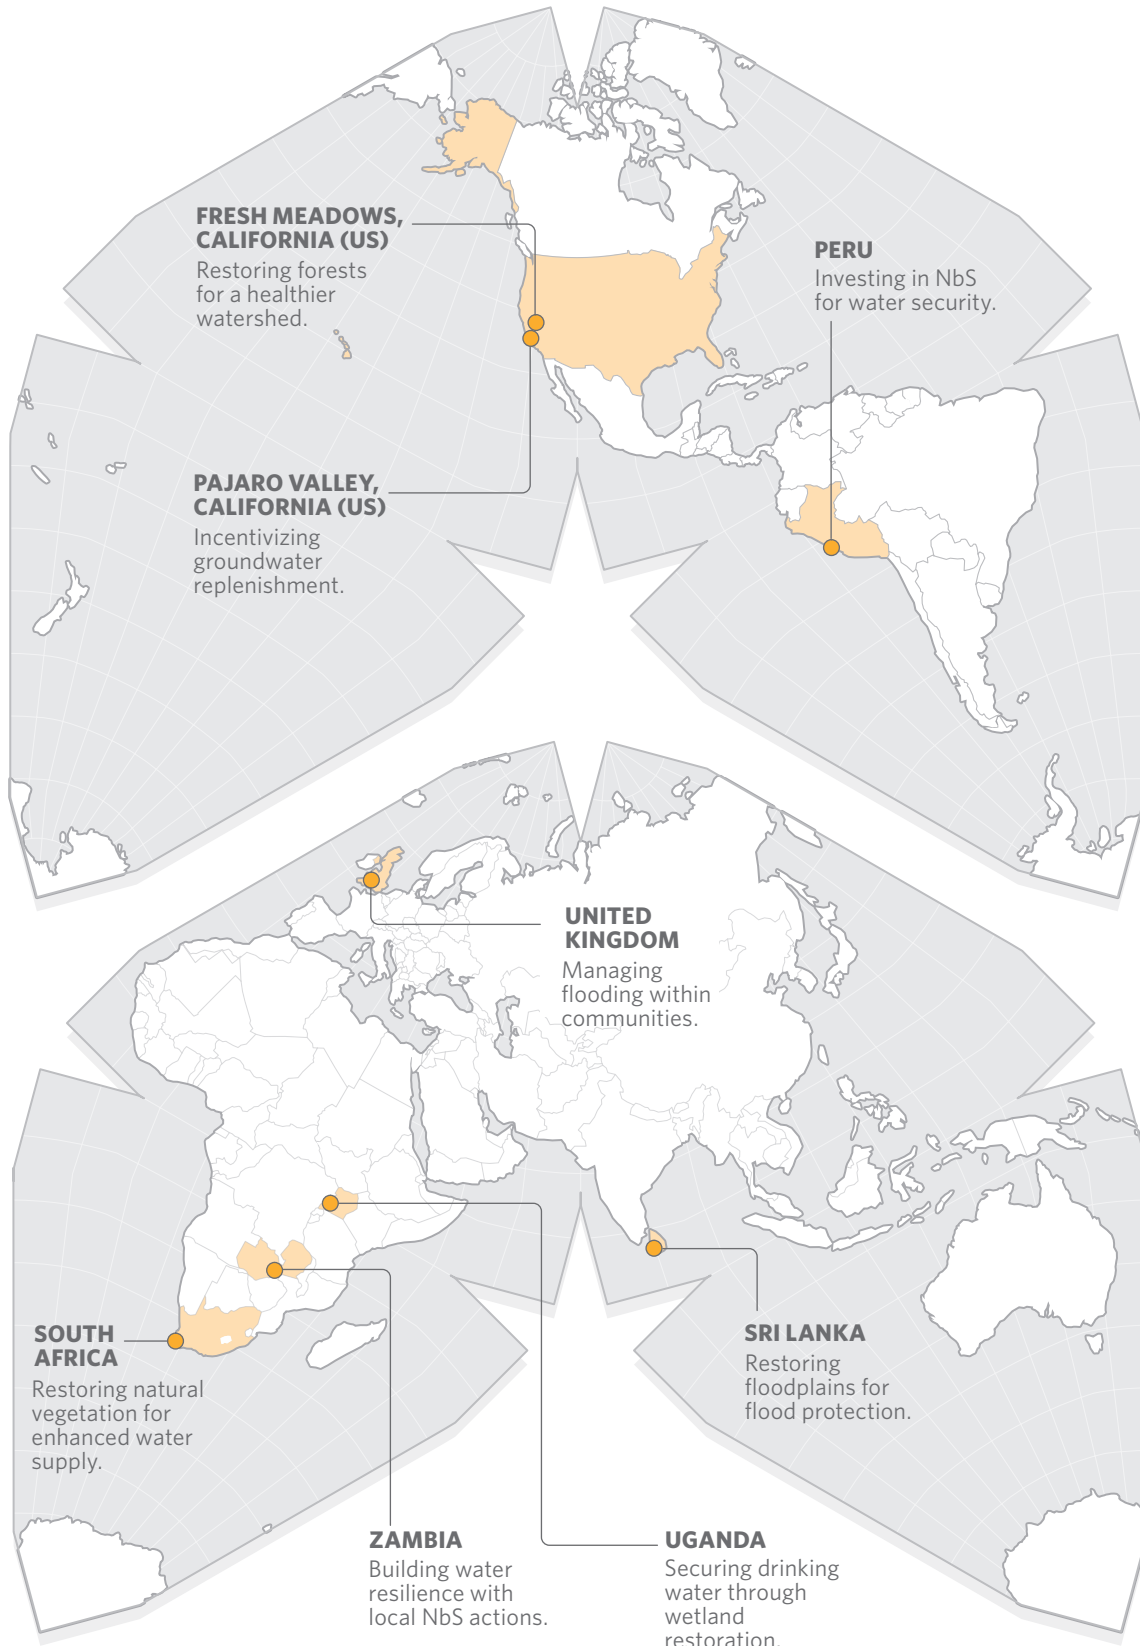 FRESH MEADOWS,
CALIFORNIA (US)
Restoring forests
for a healthier
watershed.
PERU
Investing in NbS
for water security.
PAJARO VALLEY,
CALIFORNIA (US)
Incentivizing
groundwater
replenishment.
UNITED
KINGDOM
Managing
flooding within
communities.
SOUTH
AFRICA
Restoring natural
vegetation for
enhanced water
supply.
SRI LANKA
Restoring
floodplains for
flood protection.
ZAMBIA
Building water
resilience with
local NbS actions.
UGANDA
Securing drinking
water through
wetland
restoration.